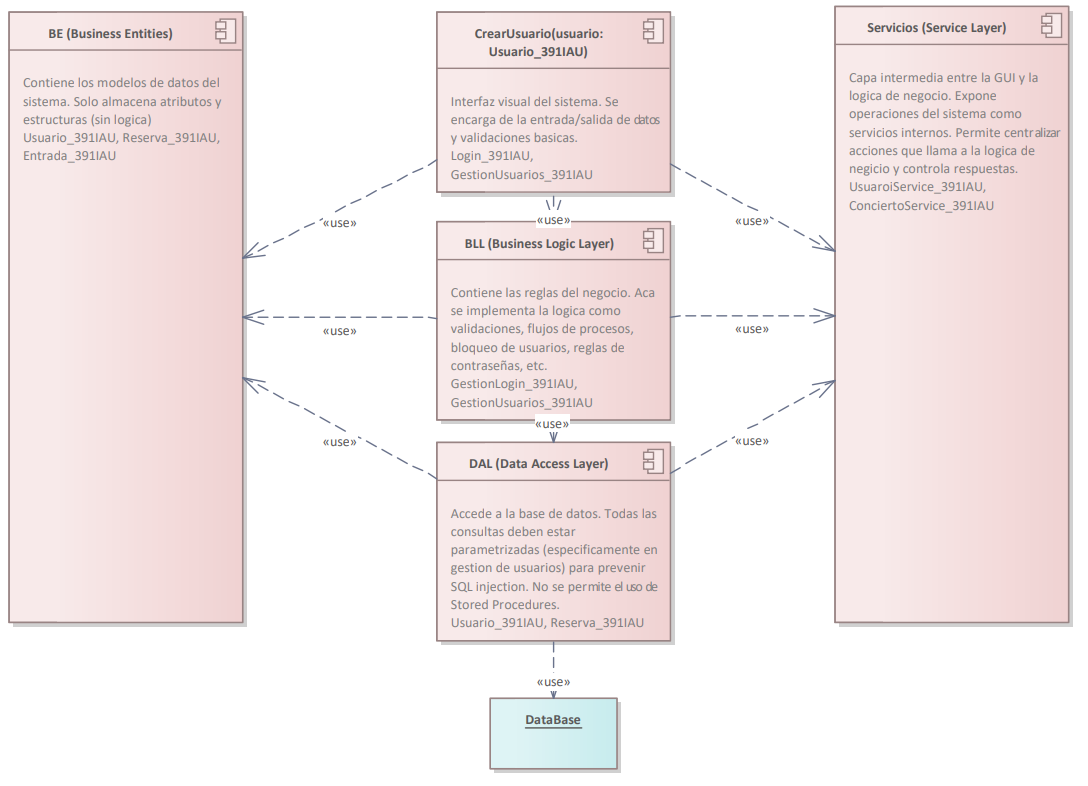 BE (Business Entities)
Contiene los modelos de datos del
sistema. Solo almacena atributos y
estructuras (sin logica)
Usuario_391IAU, Reserva_391IAU,
Entrada_391IAU
CrearUsuario(usuario:
Usuario_391IAU)
Interfaz visual del sistema. Se
encarga de la entrada/salida de datos
y validaciones basicas.
Login_391IAU,
GestionUsuarios_391IAU
Servicios (Service Layer)
Capa intermedia entre la GUI y la
logica de negocio. Expone
operaciones del sistema como
servicios internos. Permite centralizar
acciones que llama a la logica de
negicio y controla respuestas.
UsuaroiService_391IAU,
ConciertoService_391IAU
«use»
«use»
«use»
BLL (Business Logic Layer)
Contiene las reglas del negocio. Aca
se implementa la logica como
validaciones, flujos de procesos,
bloqueo de usuarios, reglas de
contraseñas, etc.
GestionLogin_391IAU,
GestionUsuarios_391IAU
«use»
«use»
«use»
«use»
«use»
DAL (Data Access Layer)
Accede a la base de datos. Todas las
consultas deben estar
parametrizadas (especificamente en
gestion de usuarios) para prevenir
SQL injection. No se permite el uso de
Stored Procedures.
Usuario_391IAU, Reserva_391IAU
«use»
DataBase